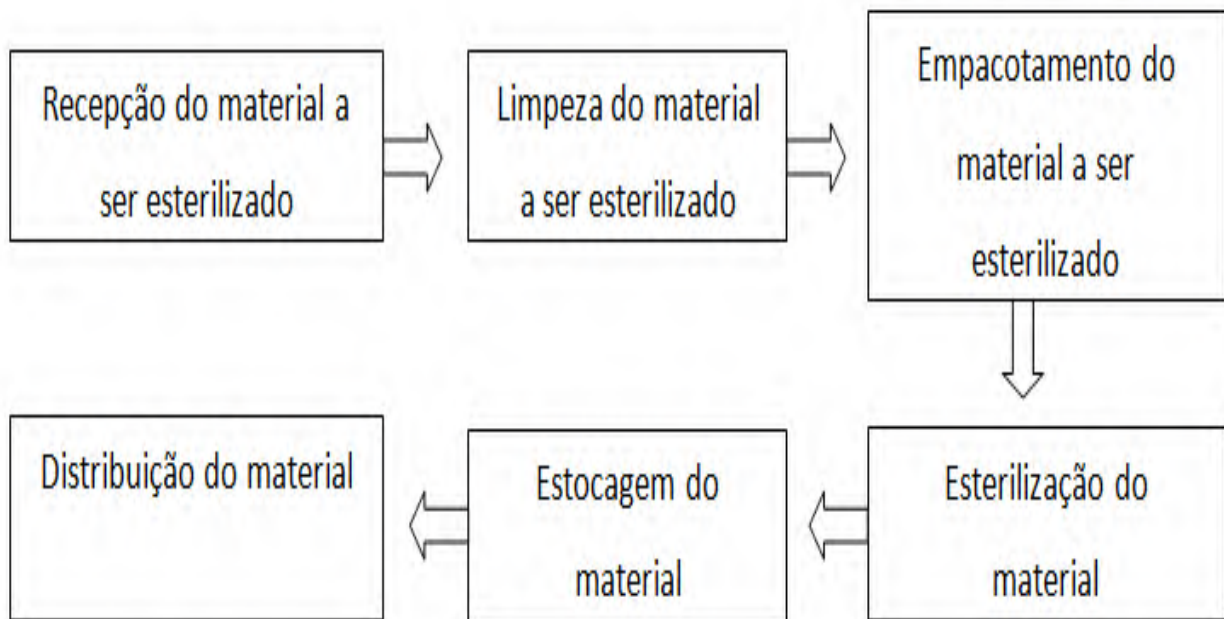 Recepção do material a
ser esterilizado
Limpeza do material
a ser esterilizado
Empacotamento do
material a ser
esterilizado
Esterilização do
material
Estocagem do
material
Distribuição do material